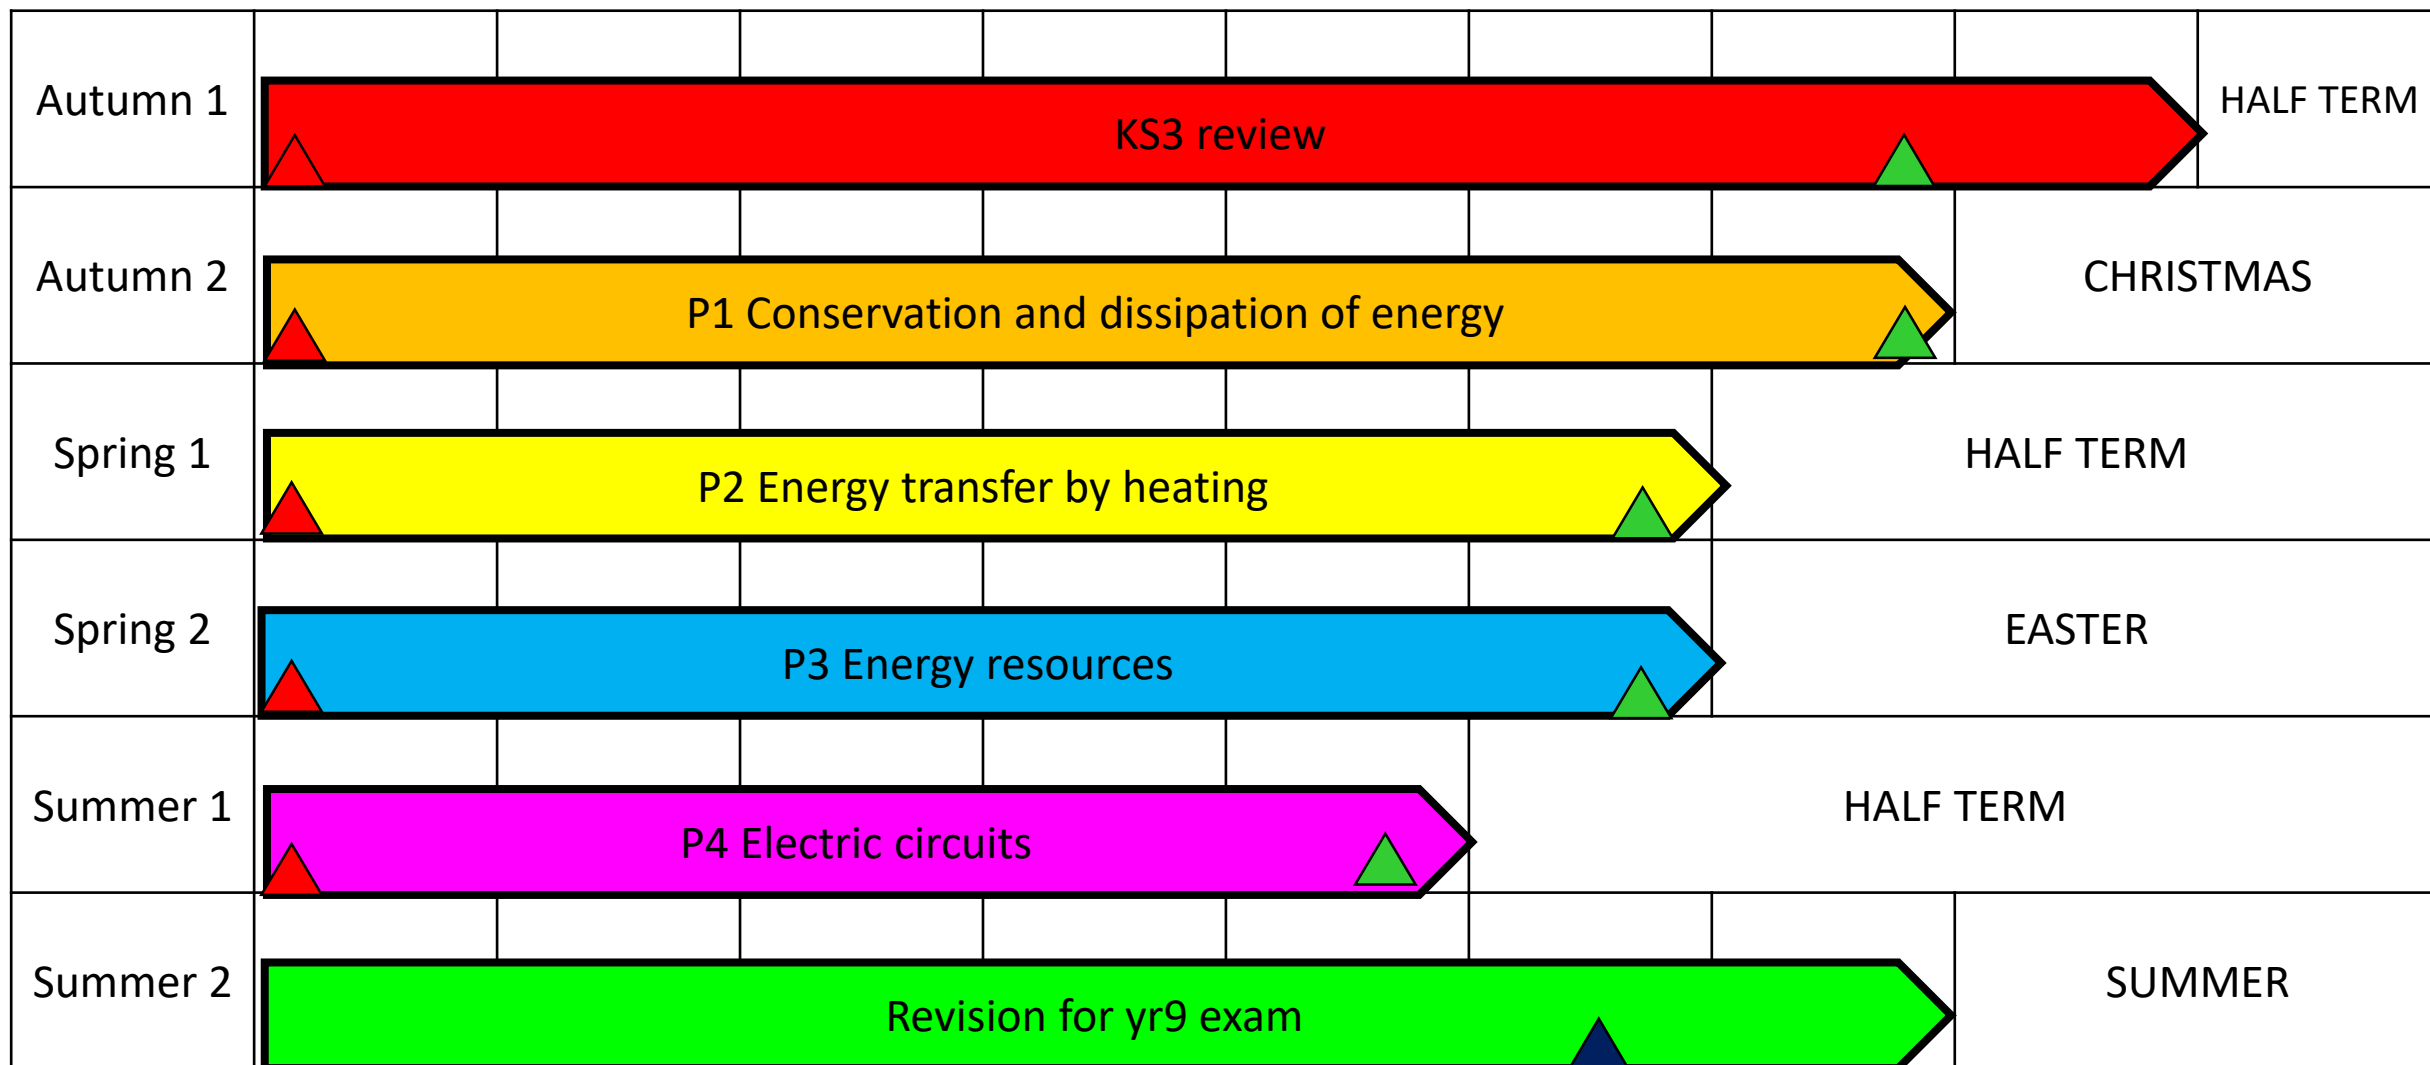 Autumn 1
KS3 review
HALF TERM
Autumn 2
P1 Conservation and dissipation of energy
CHRISTMAS
Spring 1
P2 Energy transfer by heating
HALF TERM
Spring 2
P3 Energy resources
EASTER
Summer 1
P4 Electric circuits
HALF TERM
Summer 2
Revision for yr9 exam
SUMMER